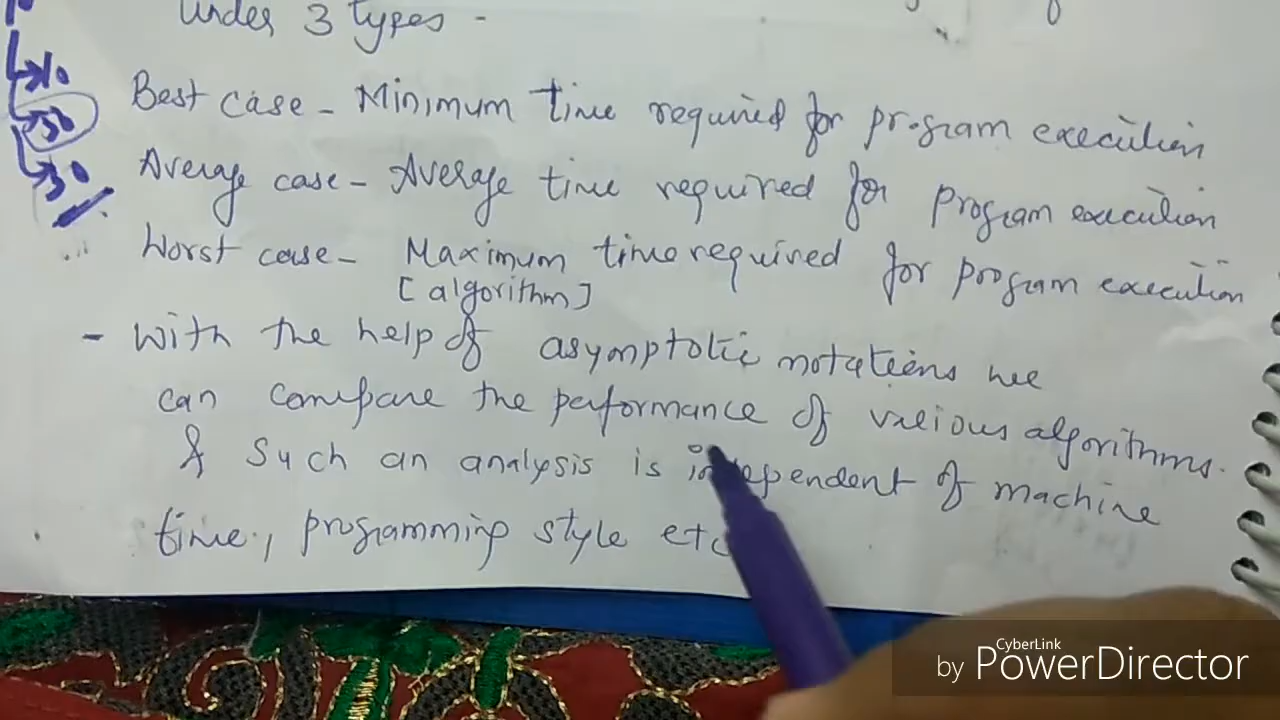 under 3 types -
10
Best case - Minimum time required for program execution
50
Average case - Average time required for program execution
30
Worst case - Maximum time required for program execution
[algorithm]
- With the help of asymptotic notations we
can compare the performance of various algorithms.
& Such an analysis is independent of machine
time, programming style etc
CyberLink
by PowerDirector